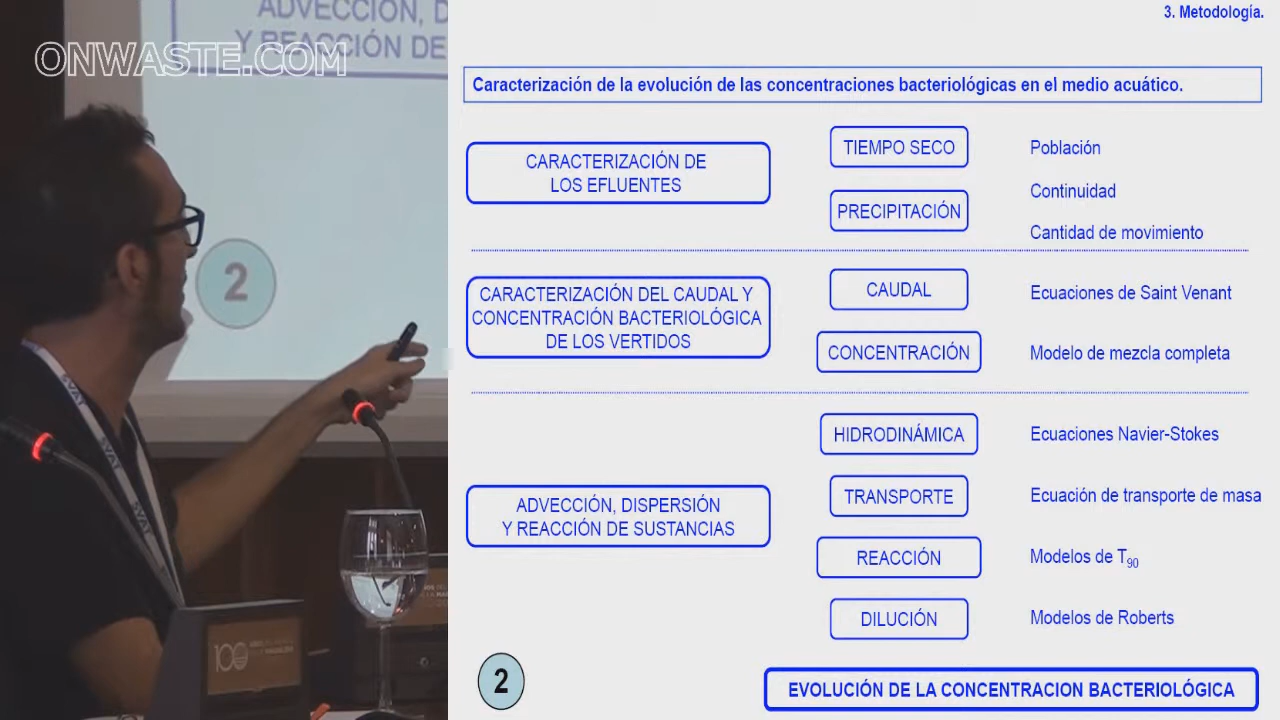 ADVECCIÓN, D
Y REACCIÓN DE
ONWASTE.COM
2
100
3. Metodología.
Caracterización de la evolución de las concentraciones bacteriológicas en el medio acuático.
CARACTERIZACIÓN DE
LOS EFLUENTES
TIEMPO SECO
Población
Continuidad
PRECIPITACIÓN
Cantidad de movimiento
CARACTERIZACIÓN DEL CAUDAL Y
CONCENTRACIÓN BACTERIOLÓGICA
DE LOS VERTIDOS
CAUDAL
Ecuaciones de Saint Venant
CONCENTRACIÓN
Modelo de mezcla completa
ADVECCIÓN, DISPERSIÓN
Y REACCIÓN DE SUSTANCIAS
HIDRODINÁMICA
Ecuaciones Navier-Stokes
TRANSPORTE
Ecuación de transporte de masa
REACCIÓN
Modelos de T90
DILUCIÓN
Modelos de Roberts
2
EVOLUCIÓN DE LA CONCENTRACION BACTERIOLÓGICA